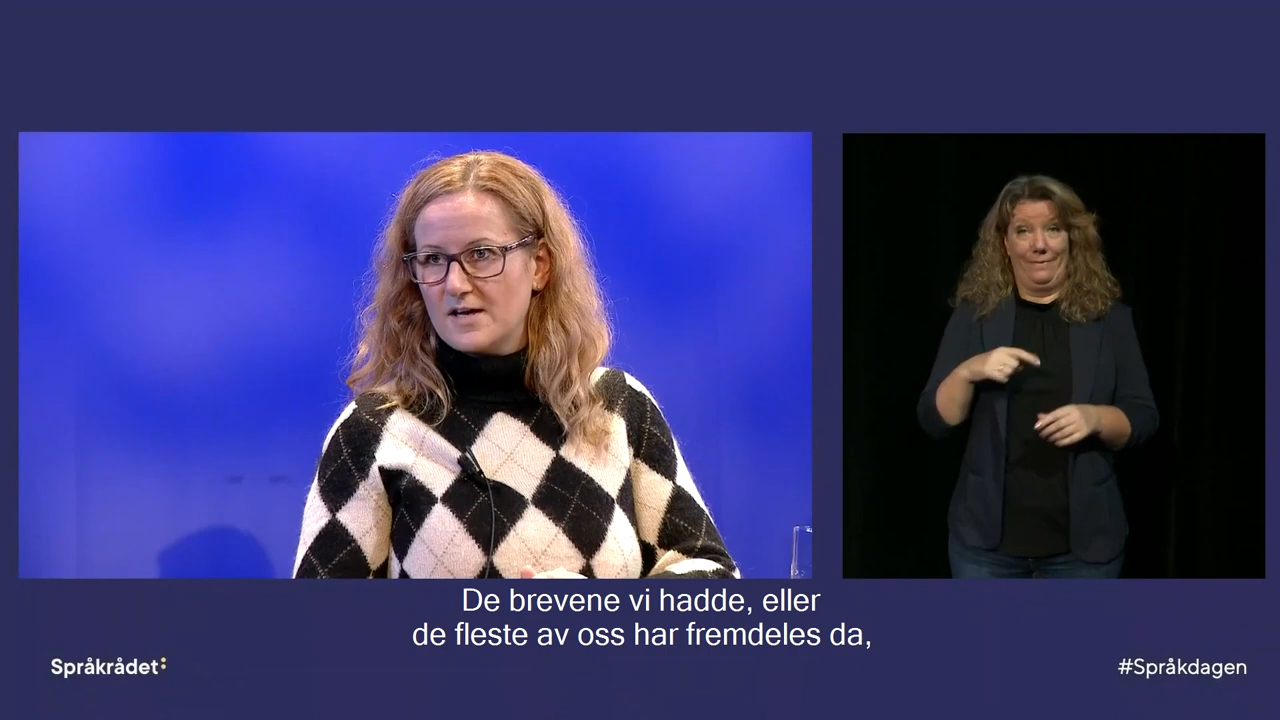 De brevene vi hadde, eller
de fleste av oss har fremdeles da,
Språkrådet:
#Språkdagen